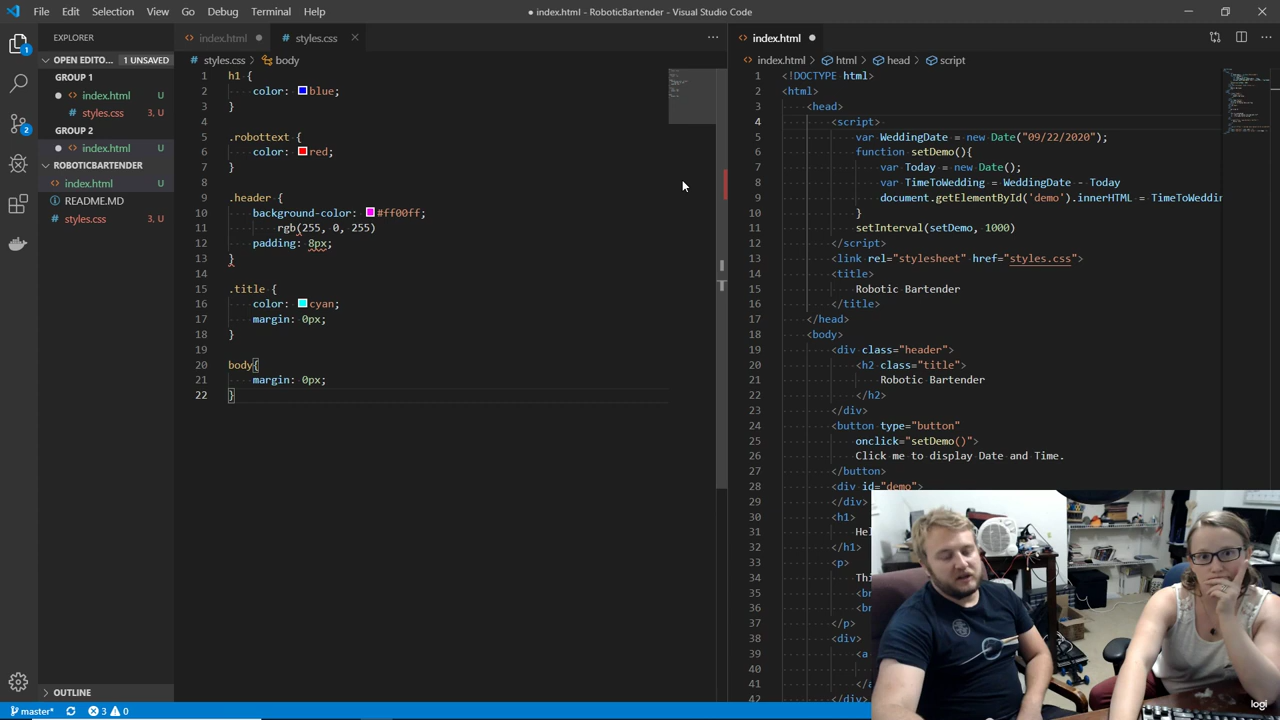 File Edit Selection View Go Debug Terminal Help
● index.html - RoboticBartender - Visual Studio Code
EXPLORER
OPEN EDITO... 1 UNSAVED
GROUP 1
index.html U
styles.css 3, U
GROUP 2
index.html U
ROBOTICBARTENDER
index.html U
README.MD
styles.css 3, U
OUTLINE
master* 3 0
1
2
index.html
styles.css
styles.css > body
1 h1 {
2 color: blue;
3 }
4
5 .robottext {
6 color: red;
7 }
8
9 .header {
10 background-color: #ff00ff;
11 rgb(255, 0, 255)
12 padding: 8px;
13 }
14
15 .title {
16 color: cyan;
17 margin: 0px;
18 }
19
20 body{
21 margin: 0px;
22 }
index.html
index.html > html > head > script
1 <!DOCTYPE html>
2 <html>
3 <head>
4 <script>
5 var WeddingDate = new Date("09/22/2020");
6 function setDemo(){
7 var Today = new Date();
8 var TimeToWedding = WeddingDate - Today
9 document.getElementById('demo').innerHTML = TimeToWeddin
10 }
11 setInterval(setDemo, 1000)
12 </script>
13 <link rel="stylesheet" href="styles.css">
14 <title>
15 Robotic Bartender
16 </title>
17 </head>
18 <body>
19 <div class="header">
20 <h2 class="title">
21 Robotic Bartender
22 </h2>
23 </div>
24 <button type="button"
25 onclick="setDemo()">
26 Click me to display Date and Time.
27 </button>
28 <div id="demo">
29 </div>
30 <h1>
31
32 </h1>
33 <p>
34
35 <b
36 <b
37 </p>
38 <div>
39 <a
40
41 </a
42 </div>
logi